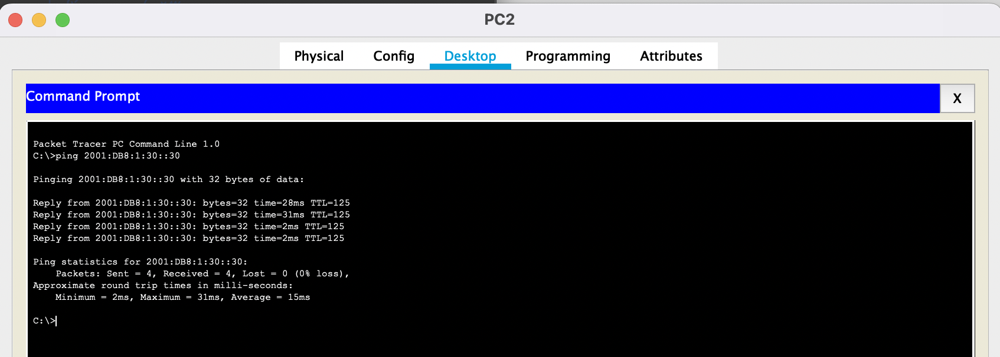 PC2
Physical Config Desktop Programming Attributes
Command Prompt
X
Packet Tracer PC Command Line 1.0
C:\>ping 2001:DB8:1:30::30
Pinging 2001:DB8:1:30::30 with 32 bytes of data:
Reply from 2001:DB8:1:30::30: bytes=32 time=28ms TTL=125
Reply from 2001:DB8:1:30::30: bytes=32 time=31ms TTL=125
Reply from 2001:DB8:1:30::30: bytes=32 time=2ms TTL=125
Reply from 2001:DB8:1:30::30: bytes=32 time=2ms TTL=125
Ping statistics for 2001:DB8:1:30::30:
Packets: Sent = 4, Received = 4, Lost = 0 (0% loss),
Approximate round trip times in milli-seconds:
Minimum = 2ms, Maximum = 31ms, Average = 15ms
C:\>